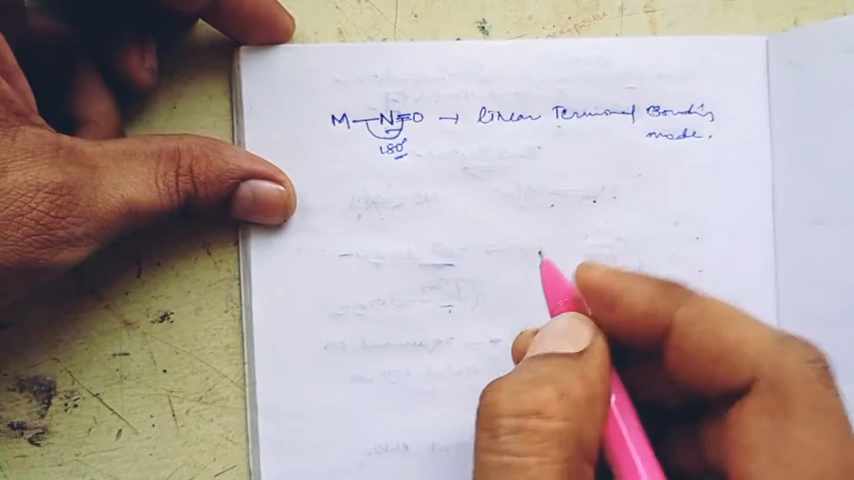 M—N≡O → linear Terminal Bonding
180°
mode.